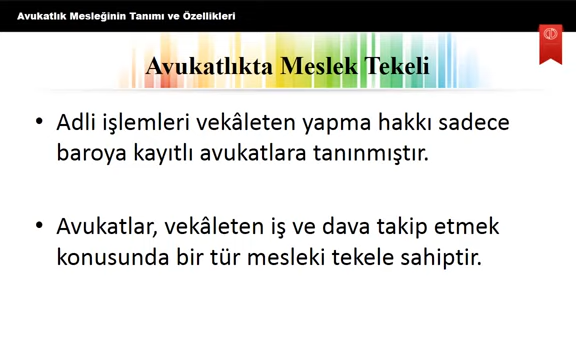 Avukatlık Mesleğinin Tanımı ve Özellikleri
Avukatlıkta Meslek Tekeli
• Adli işlemleri vekâleten yapma hakkı sadece
baroya kayıtlı avukatlara tanınmıştır.
• Avukatlar, vekâleten iş ve dava takip etmek
konusunda bir tür mesleki tekele sahiptir.